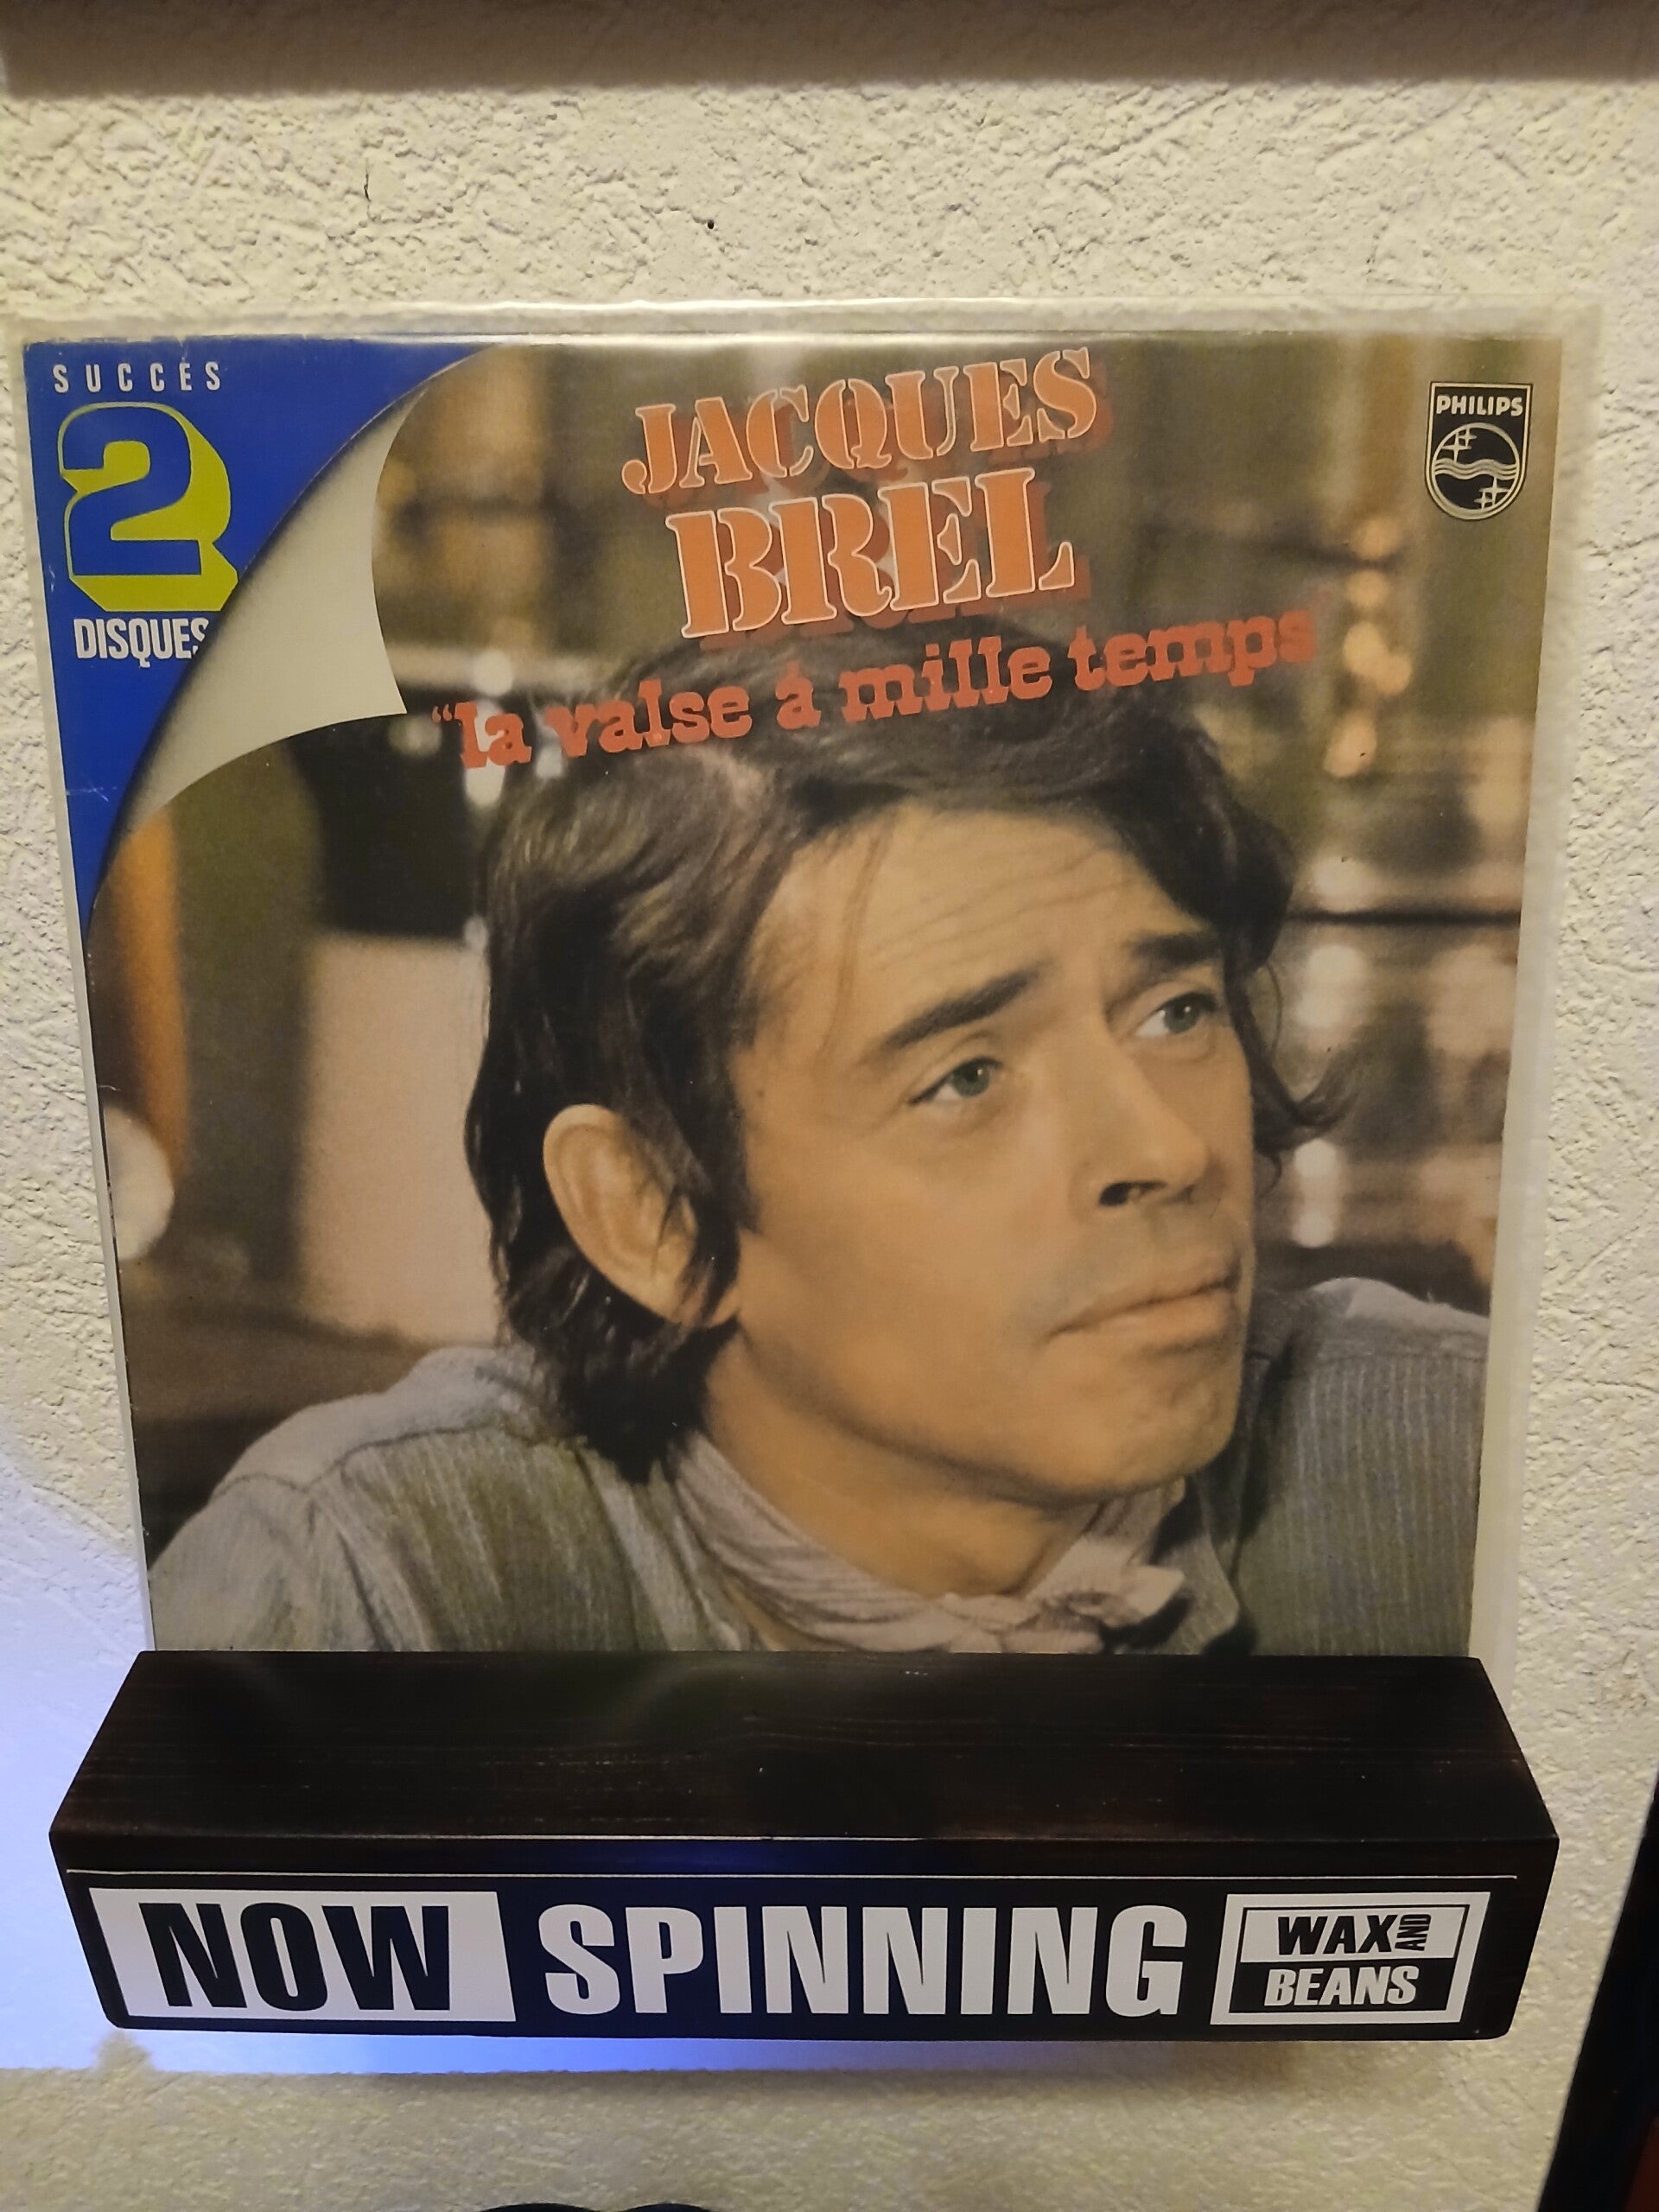 SUCCÈS
2
DISQUES
JACQUES
BREL
PHILIPS
"la valse à mille temps"
NOW SPINNING
WAX AND
BEANS